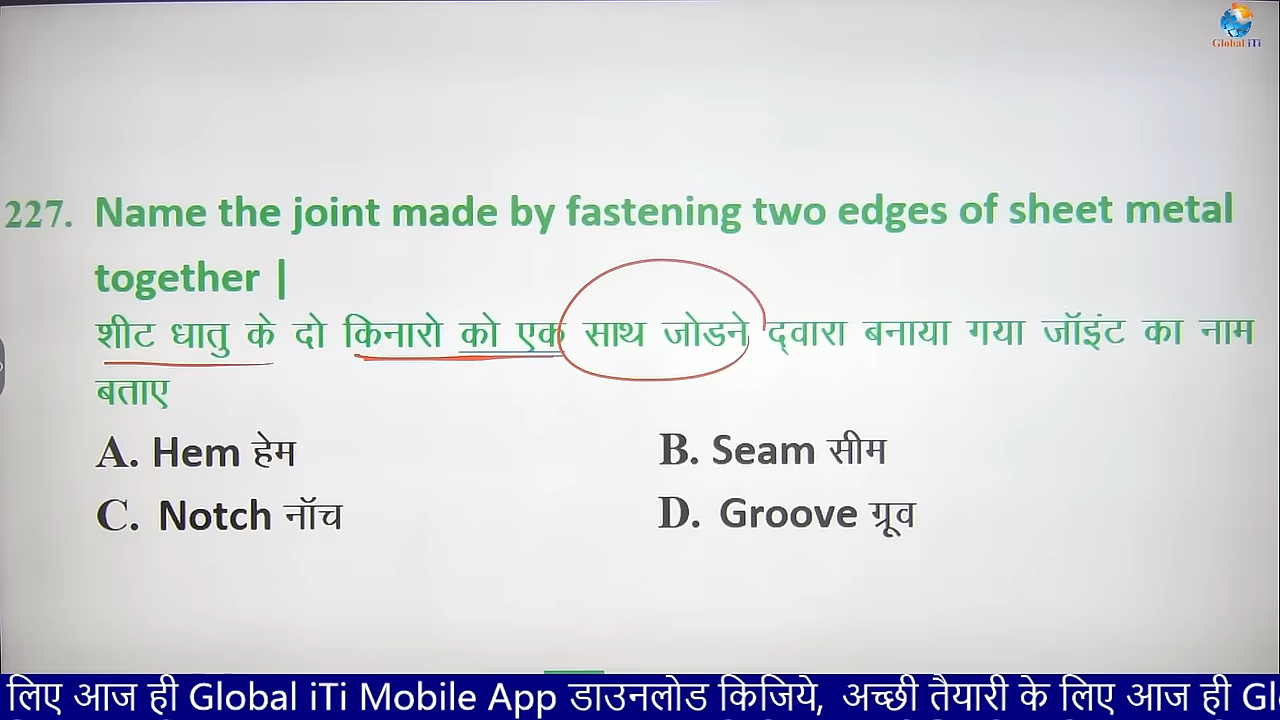 Global iTi
227. Name the joint made by fastening two edges of sheet metal
together |
शीट धातु के दो किनारो को एक साथ जोडने द्वारा बनाया गया जॉइंट का नाम
बताए
A. Hem हेम
B. Seam सीम
C. Notch नॉच
D. Groove ग्रूव
लिए आज ही Global iTi Mobile App डाउनलोड किजिये, अच्छी तैयारी के लिए आज ही Gl